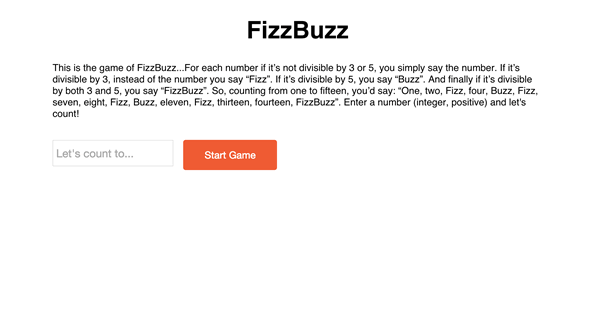 FizzBuzz
This is the game of FizzBuzz...For each number if it’s not divisible by 3 or 5, you simply say the number. If it’s
divisible by 3, instead of the number you say “Fizz”. If it’s divisible by 5, you say “Buzz”. And finally if it’s divisible
by both 3 and 5, you say “FizzBuzz”. So, counting from one to fifteen, you’d say: “One, two, Fizz, four, Buzz, Fizz,
seven, eight, Fizz, Buzz, eleven, Fizz, thirteen, fourteen, FizzBuzz”. Enter a number (integer, positive) and let’s
count!
Let's count to... Start Game